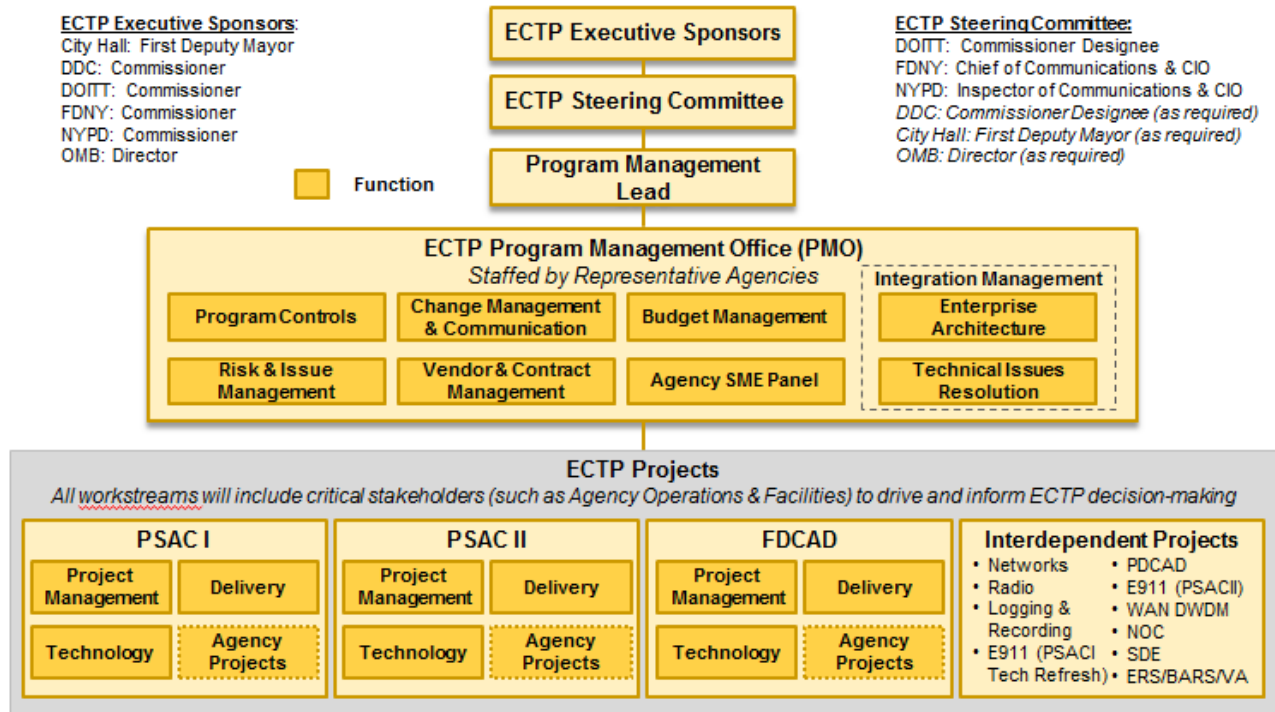 ECTP Executive Sponsors:
City Hall: First Deputy Mayor
DDC: Commissioner
DOITT: Commissioner
FDNY: Commissioner
NYPD: Commissioner
OMB: Director
Function
ECTP Executive Sponsors
ECTP Steering Committee
Program Management
Lead
ECTP Steering Committee:
DOITT: Commissioner Designee
FDNY: Chief of Communications & CIO
NYPD: Inspector of Communications & CIO
DDC: Commissioner Designee (as required)
City Hall: First Deputy Mayor (as required)
OMB: Director (as required)
ECTP Program Management Office (PMO)
Staffed by Representative Agencies
Program Controls
Change Management
& Communication
Budget Management
Risk & Issue
Management
Vendor & Contract
Management
Agency SME Panel
Integration Management
Enterprise
Architecture
Technical Issues
Resolution
ECTP Projects
All workstreams will include critical stakeholders (such as Agency Operations & Facilities) to drive and inform ECTP decision-making
PSAC I
Project
Management
Delivery
Technology
Agency
Projects
PSAC II
Project
Management
Delivery
Technology
Agency
Projects
FDCAD
Project
Management
Delivery
Technology
Agency
Projects
Interdependent Projects
• Networks
• Radio
• Logging &
Recording
• E911 (PSACI
Tech Refresh)
• PDCAD
• E911 (PSACII)
• WAN DWDM
• NOC
• SDE
• ERS/BARS/VA